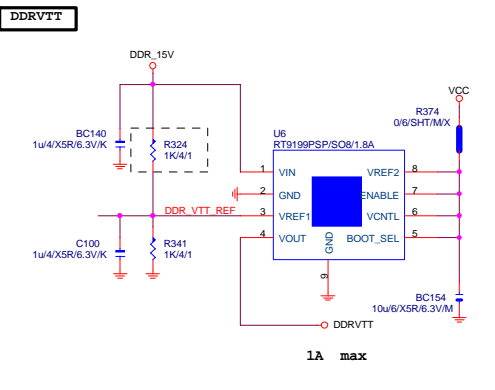 DDRVTT
DDR_15V
VCC
R374
0/6/SHT/M/X
BC140
1u/4/X5R/6.3V/K
R324
1K/4/1
U6
RT9199PSP/SO8/1.8A
1 VIN VREF2 8
2 GND ENABLE 7
DDR_VTT_REF 3 VREF1 VCNTL 6
4 VOUT BOOT_SEL 5
GND
9
C100
1u/4/X5R/6.3V/K
R341
1K/4/1
BC154
10u/6/X5R/6.3V/M
DDRVTT
1A max